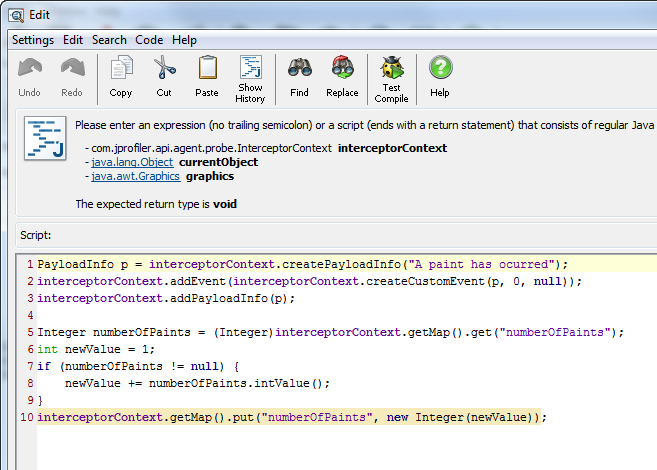 Edit
Settings Edit Search Code Help
Undo Redo Copy Cut Paste Show History Find Replace Test Compile Help
Please enter an expression (no trailing semicolon) or a script (ends with a return statement) that consists of regular Java
- com.jprofiler.api.agent.probe.InterceptorContext interceptorContext
- java.lang.Object currentObject
- java.awt.Graphics graphics
The expected return type is void
Script:
1 PayloadInfo p = interceptorContext.createPayloadInfo("A paint has ocurred");
2 interceptorContext.addEvent(interceptorContext.createCustomEvent(p, 0, null));
3 interceptorContext.addPayloadInfo(p);
4
5 Integer numberOfPaints = (Integer)interceptorContext.getMap().get("numberOfPaints");
6 int newValue = 1;
7 if (numberOfPaints != null) {
8     newValue += numberOfPaints.intValue();
9 }
10 interceptorContext.getMap().put("numberOfPaints", new Integer(newValue));